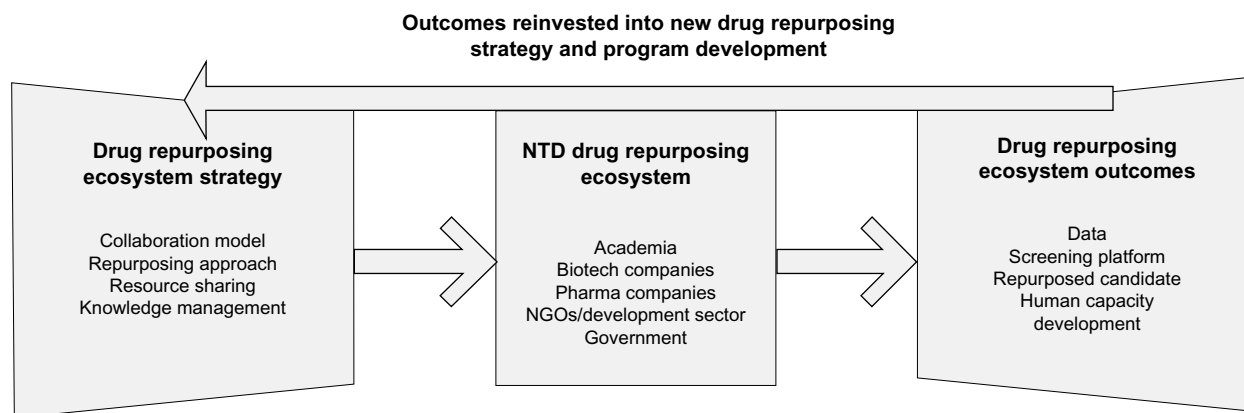 Outcomes reinvested into new drug repurposing
strategy and program development
Drug repurposing
ecosystem strategy
Collaboration model
Repurposing approach
Resource sharing
Knowledge management
NTD drug repurposing
ecosystem
Academia
Biotech companies
Pharma companies
NGOs/development sector
Government
Drug repurposing
ecosystem outcomes
Data
Screening platform
Repurposed candidate
Human capacity
development